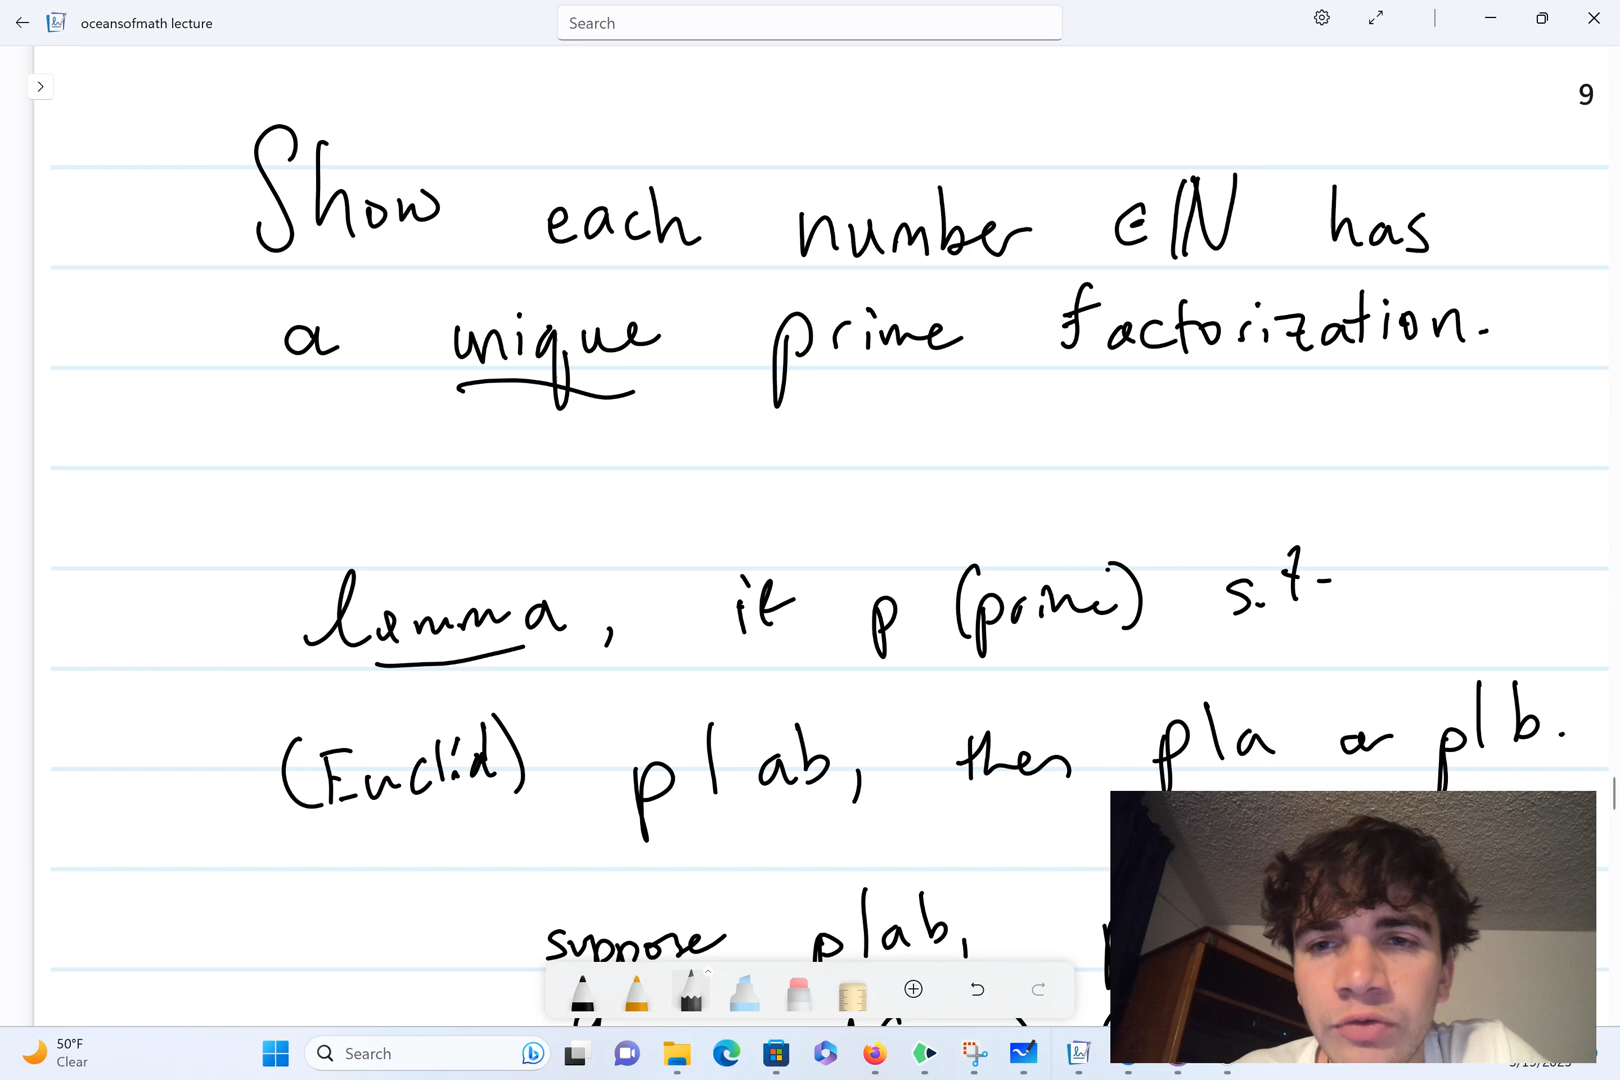 oceansofmath lecture
Search
9
Show each number ∈ ℕ has
a unique prime factorization.
lemma, if p (prime) s.t.
(Euclid) p | ab, then p|a or p|b.
suppose p|ab,
50°F
Clear
Search